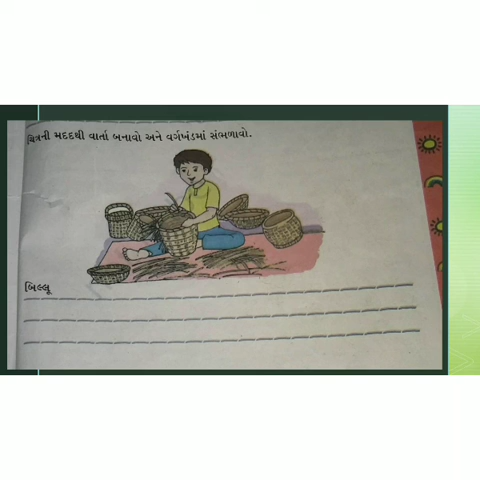 ચિત્રની મદદથી વાર્તા બનાવો અને વર્ગખંડમાં સંભળાવો.
બિલ્લૂ